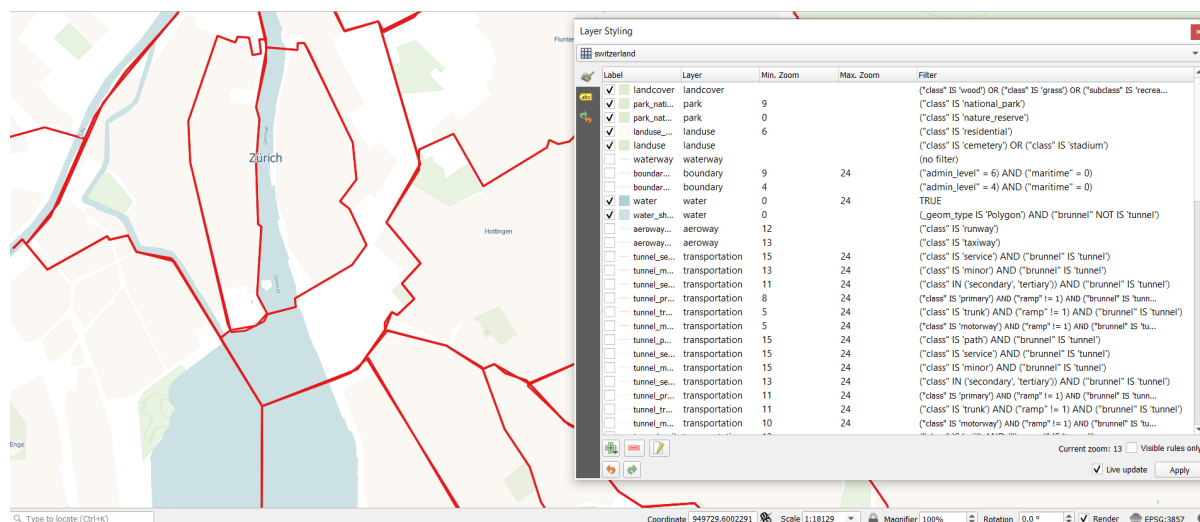 Layer Styling
switzerland
Label Layer Min. Zoom Max. Zoom Filter
landcover landcover ("class" IS 'wood') OR ("class" IS 'grass') OR ("subclass" IS 'recrea...
park_nati... park 9 ("class" IS 'national_park')
park_nat... park 0 ("class" IS 'nature_reserve')
landuse_... landuse 6 ("class" IS 'residential')
landuse landuse ("class" IS 'cemetery') OR ("class" IS 'stadium')
waterway waterway (no filter)
boundar... boundary 9 24 ("admin_level" = 6) AND ("maritime" = 0)
boundar... boundary 4 ("admin_level" = 4) AND ("maritime" = 0)
water water 0 24 TRUE
water_sh... water 0 (_geom_type IS 'Polygon') AND ("brunnel" NOT IS 'tunnel')
aeroway... aeroway 12 ("class" IS 'runway')
aeroway... aeroway 13 ("class" IS 'taxiway')
tunnel_se... transportation 15 24 ("class" IS 'service') AND ("brunnel" IS 'tunnel')
tunnel_m... transportation 13 24 ("class" IS 'minor') AND ("brunnel" IS 'tunnel')
tunnel_se... transportation 11 24 ("class" IN ('secondary', 'tertiary')) AND ("brunnel" IS 'tunnel')
tunnel_pr... transportation 8 24 ("class" IS 'primary') AND ("ramp" != 1) AND ("brunnel" IS 'tunn...
tunnel_tr... transportation 5 24 ("class" IS 'trunk') AND ("ramp" != 1) AND ("brunnel" IS 'tunnel')
tunnel_m... transportation 5 24 ("class" IS 'motorway') AND ("ramp" != 1) AND ("brunnel" IS 'tu...
tunnel_p... transportation 15 24 ("class" IS 'path') AND ("brunnel" IS 'tunnel')
tunnel_se... transportation 15 24 ("class" IS 'service') AND ("brunnel" IS 'tunnel')
tunnel_m... transportation 15 24 ("class" IS 'minor') AND ("brunnel" IS 'tunnel')
tunnel_se... transportation 13 24 ("class" IN ('secondary', 'tertiary')) AND ("brunnel" IS 'tunnel')
tunnel_pr... transportation 11 24 ("class" IS 'primary') AND ("ramp" != 1) AND ("brunnel" IS 'tunn...
tunnel_tr... transportation 11 24 ("class" IS 'trunk') AND ("ramp" != 1) AND ("brunnel" IS 'tunnel')
tunnel_m... transportation 10 24 ("class" IS 'motorway') AND ("ramp" != 1) AND ("brunnel" IS 'tu...
Current zoom: 13 Visible rules only
Live update Apply
abc
Flunter
Zürich
Limmat
Hottingen
Limmat
Enge
Type to locate (Ctrl+K) Coordinate 949729,6002291 Scale 1:18129 Magnifier 100% Rotation 0,0 ° Render EPSG:3857